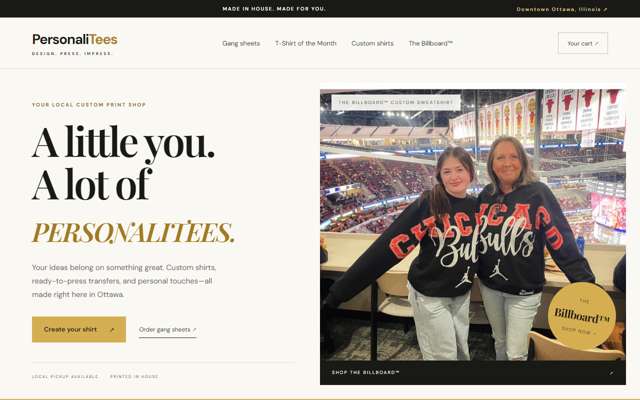 MADE IN HOUSE. MADE FOR YOU.
Downtown Ottawa, Illinois ↗
PersonaliTees
DESIGN. PRESS. IMPRESS.
Gang sheets
T-Shirt of the Month
Custom shirts
The Billboard™
Your cart ↗
YOUR LOCAL CUSTOM PRINT SHOP
A little you.
A lot of
PERSONALITEES.
Your ideas belong on something great. Custom shirts,
ready-to-press transfers, and personal touches—all
made right here in Ottawa.
Create your shirt ↗
Order gang sheets ↗
LOCAL PICKUP AVAILABLE
PRINTED IN HOUSE
THE BILLBOARD™ CUSTOM SWEATSHIRT
CHICAGO
Bulls
THE
Billboard™
SHOP NOW ↗
SHOP THE BILLBOARD™ ↗